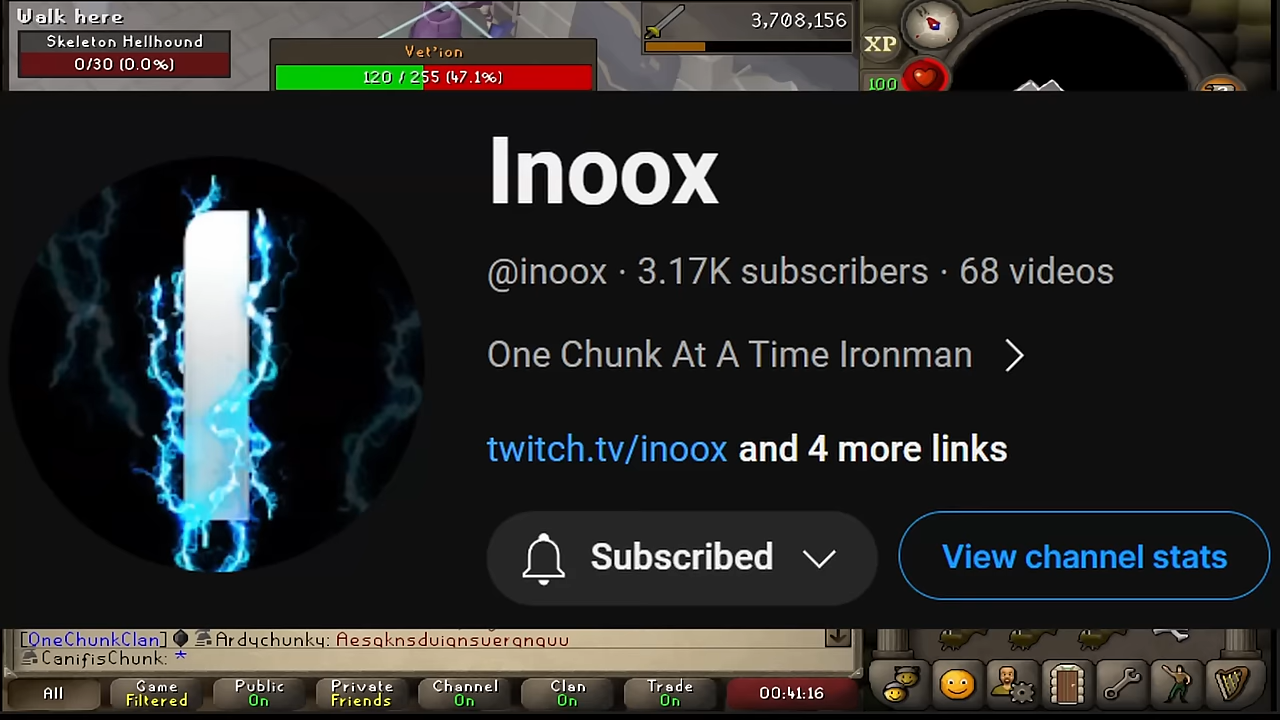 Walk here
Skeleton Hellhound
0/30 (0.0%)
Vet'ion
120 / 255 (47.1%)
3,708,156
XP
100
Inoox
@inoox · 3.17K subscribers · 68 videos
One Chunk At A Time Ironman
twitch.tv/inoox and 4 more links
Subscribed
View channel stats
[OneChunkClan] Ardychunky: Aesgknsduignsuergnguu
CanifisChunk: *
All
Game
Filtered
Public
On
Private
Friends
Channel
On
Clan
On
Trade
On
00:41:16